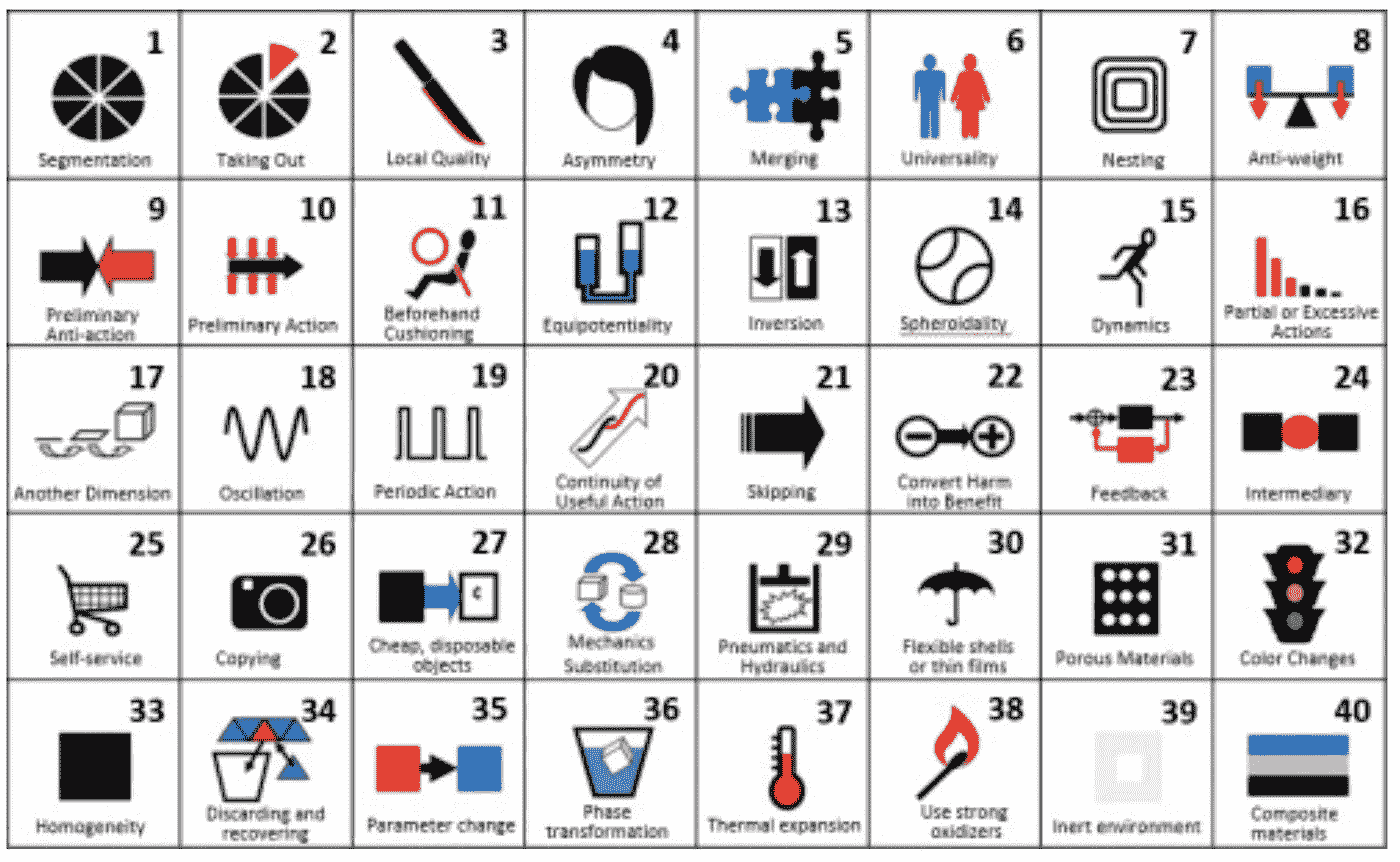 1
Segmentation
2
Taking Out
3
Local Quality
4
Asymmetry
5
Merging
6
Universality
7
Nesting
8
Anti-weight
9
Preliminary
Anti-action
10
Preliminary Action
11
Beforehand
Cushioning
12
Equipotentiality
13
Inversion
14
Spheroidality
15
Dynamics
16
Partial or Excessive
Actions
17
Another Dimension
18
Oscillation
19
Periodic Action
20
Continuity of
Useful Action
21
Skipping
22
Convert Harm
into Benefit
23
Feedback
24
Intermediary
25
Self-service
26
Copying
27
¢
Cheap, disposable
objects
28
Mechanics
Substitution
29
Pneumatics and
Hydraulics
30
Flexible shells
or thin films
31
Porous Materials
32
Color Changes
33
Homogeneity
34
Discarding and
recovering
35
Parameter change
36
Phase
transformation
37
Thermal expansion
38
Use strong
oxidizers
39
Inert environment
40
Composite
materials